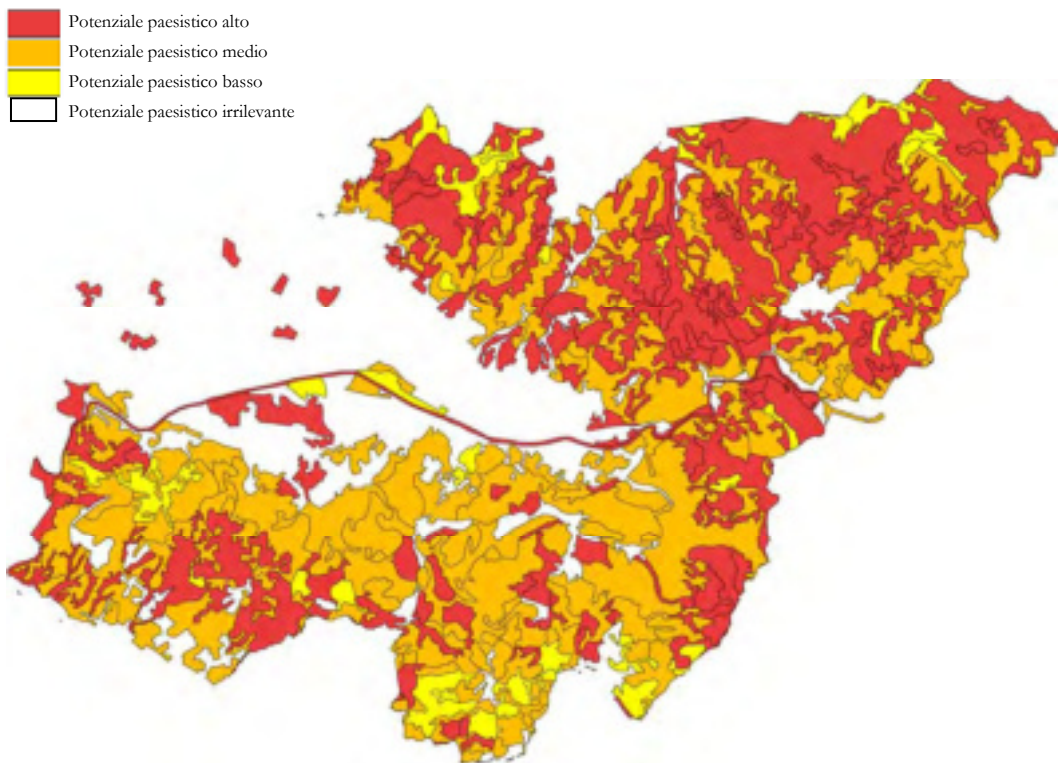 Potenziale paesistico alto
Potenziale paesistico medio
Potenziale paesistico basso
Potenziale paesistico irrilevante